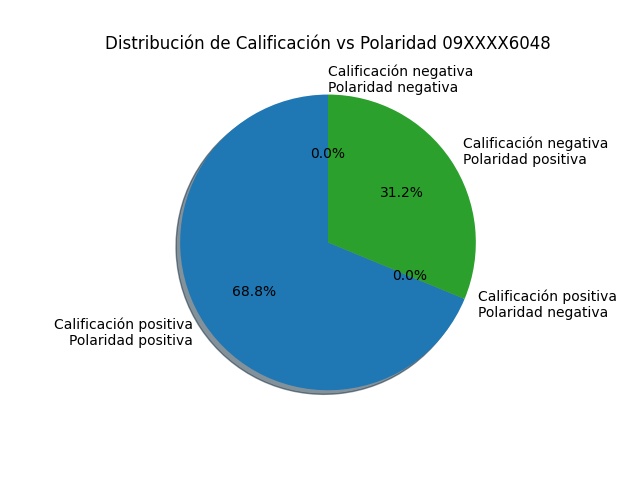 Distribución de Calificación vs Polaridad 09XXXX6048
Calificación negativa
Polaridad negativa
0.0%
Calificación negativa
Polaridad positiva
31.2%
0.0%
Calificación positiva
Polaridad negativa
68.8%
Calificación positiva
Polaridad positiva